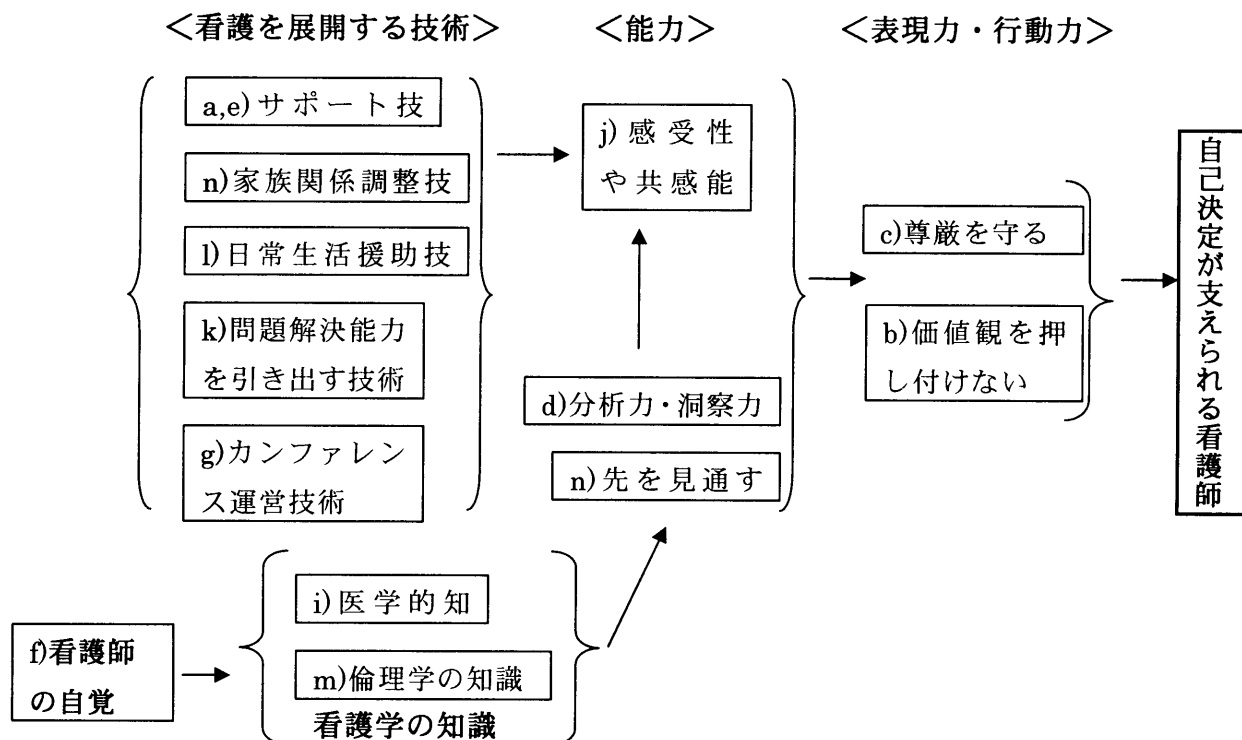 <看護を展開する技術>
<能力>
<表現力・行動力>
a,e)サポート技
n)家族関係調整技
l)日常生活援助技
k)問題解決能力
を引き出す技術
g)カンファレン
ス運営技術
j)感受性
や共感能
d)分析力・洞察力
n)先を見通す
c)尊厳を守る
b)価値観を押
し付けない
自己決定が支えられる看護師
f)看護師
の自覚
i)医学的知
m)倫理学の知識
看護学の知識